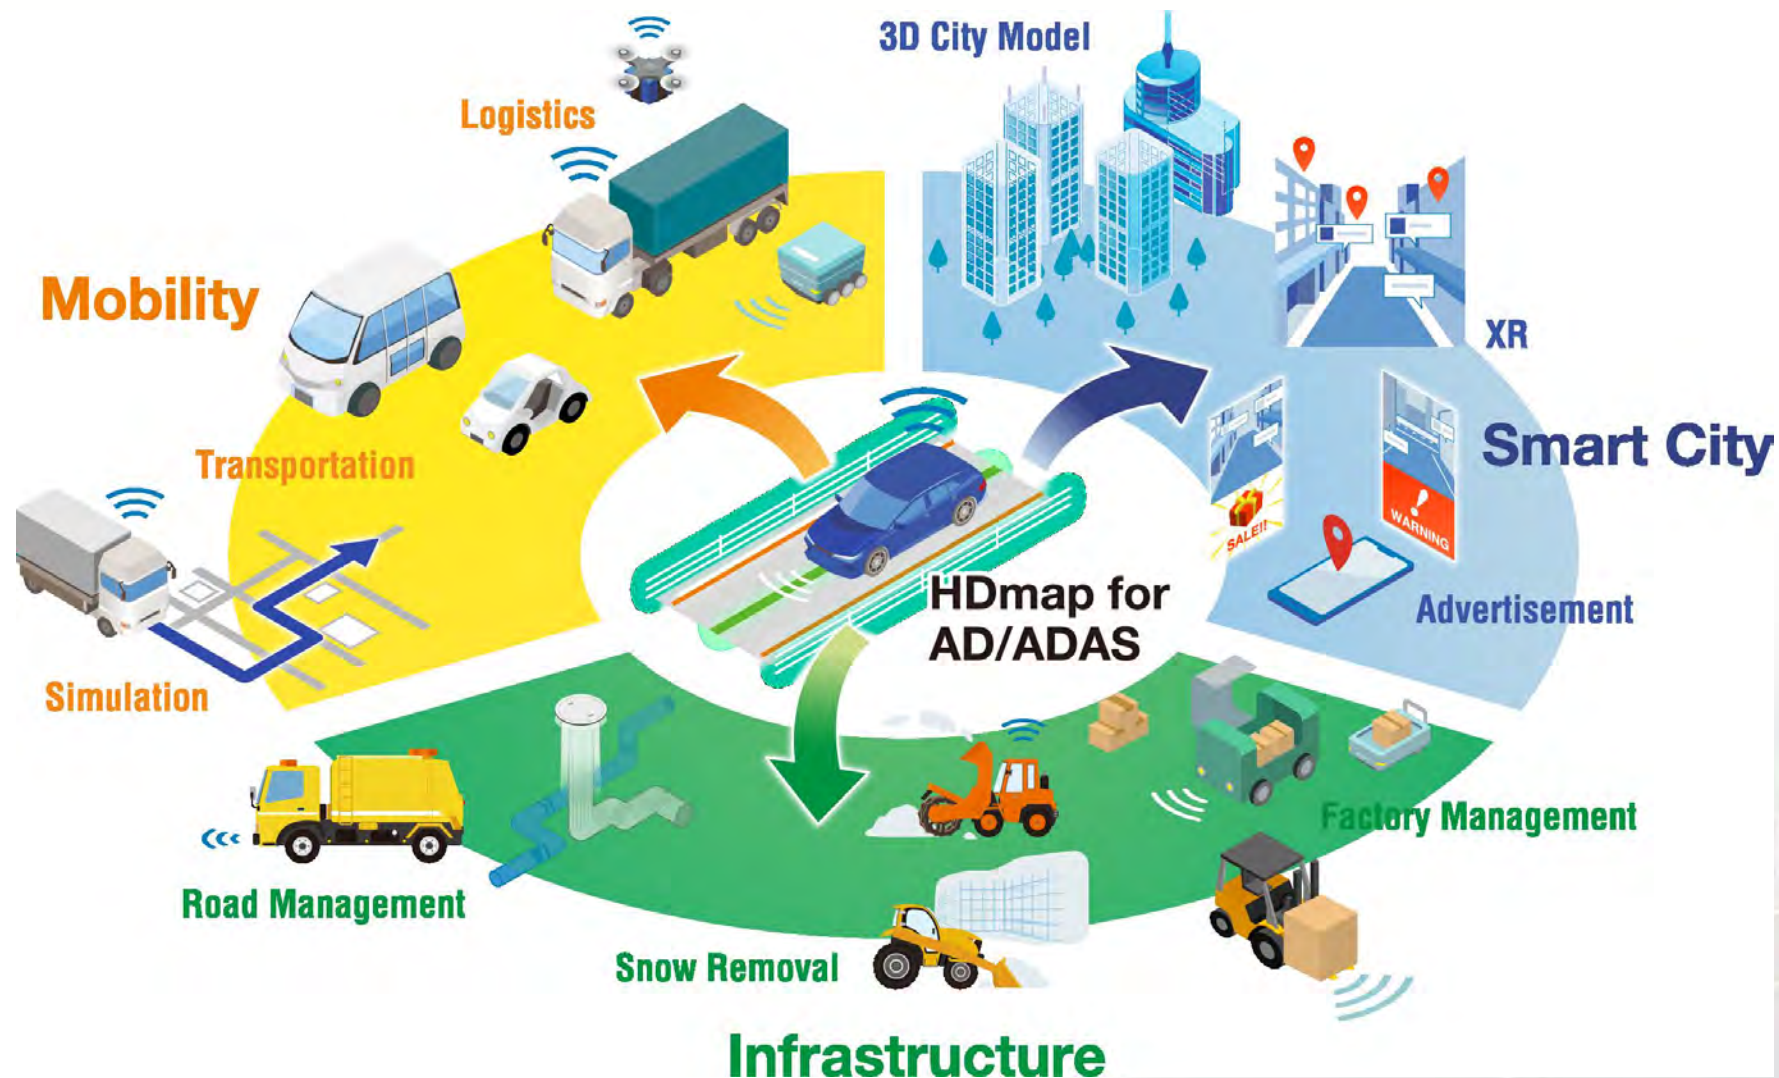 3D City Model
Logistics
Mobility
XR
Transportation
Smart City
SALE!!
WARNING
HDmap for
AD/ADAS
Advertisement
Simulation
Factory Management
Road Management
Snow Removal
Infrastructure